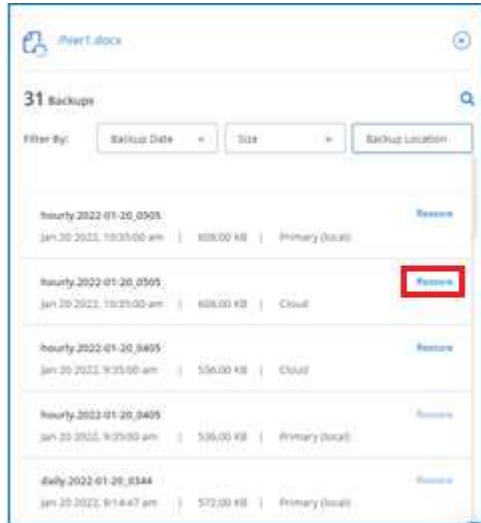 31 Backups
Filter By: Backup Date Size Backup Location
hourly.2022-01-20_0505 Restore
Jan 20 2022, 10:35:00 am | 608.00 KB | Primary (local)
hourly.2022-01-20_0505 Restore
Jan 20 2022, 10:35:00 am | 608.00 KB | Cloud
hourly.2022-01-20_0405 Restore
Jan 20 2022, 9:35:00 am | 536.00 KB | Cloud
hourly.2022-01-20_0405 Restore
Jan 20 2022, 9:35:00 am | 536.00 KB | Primary (local)
daily.2022-01-20_0344 Restore
Jan 20 2022, 9:14:47 am | 572.00 KB | Primary (local)